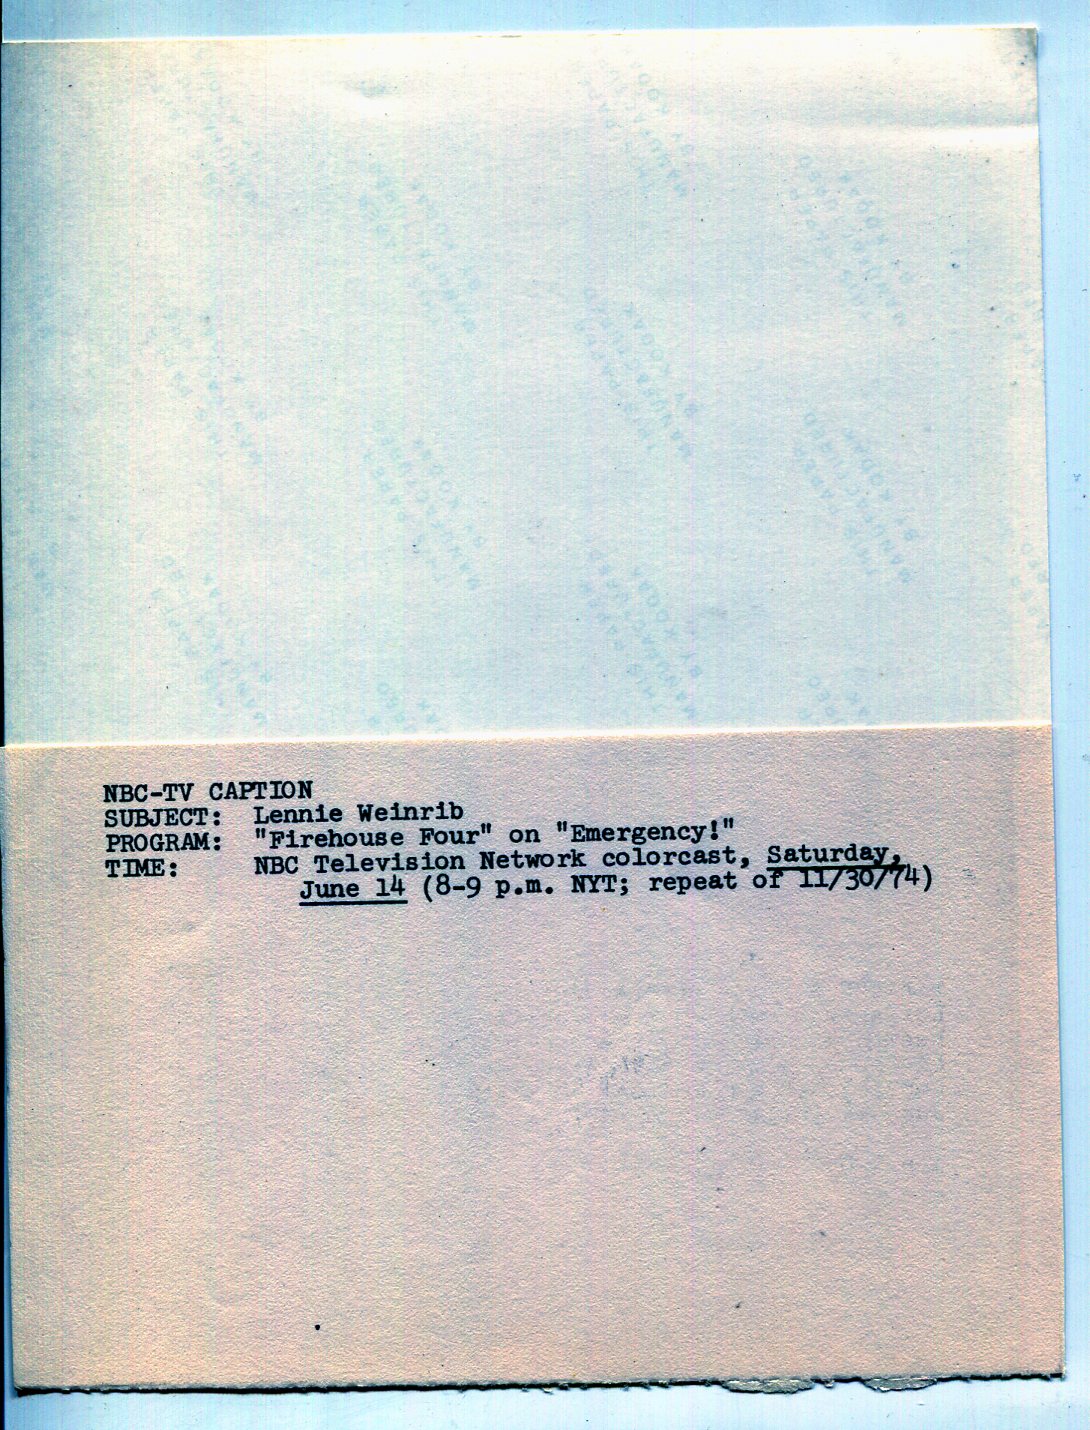 NBC-TV CAPTION
SUBJECT: Lennie Weinrib
PROGRAM: "Firehouse Four" on "Emergency!"
TIME: NBC Television Network colorcast, Saturday,
June 14 (8-9 p.m. NYT; repeat of 11/30/74)